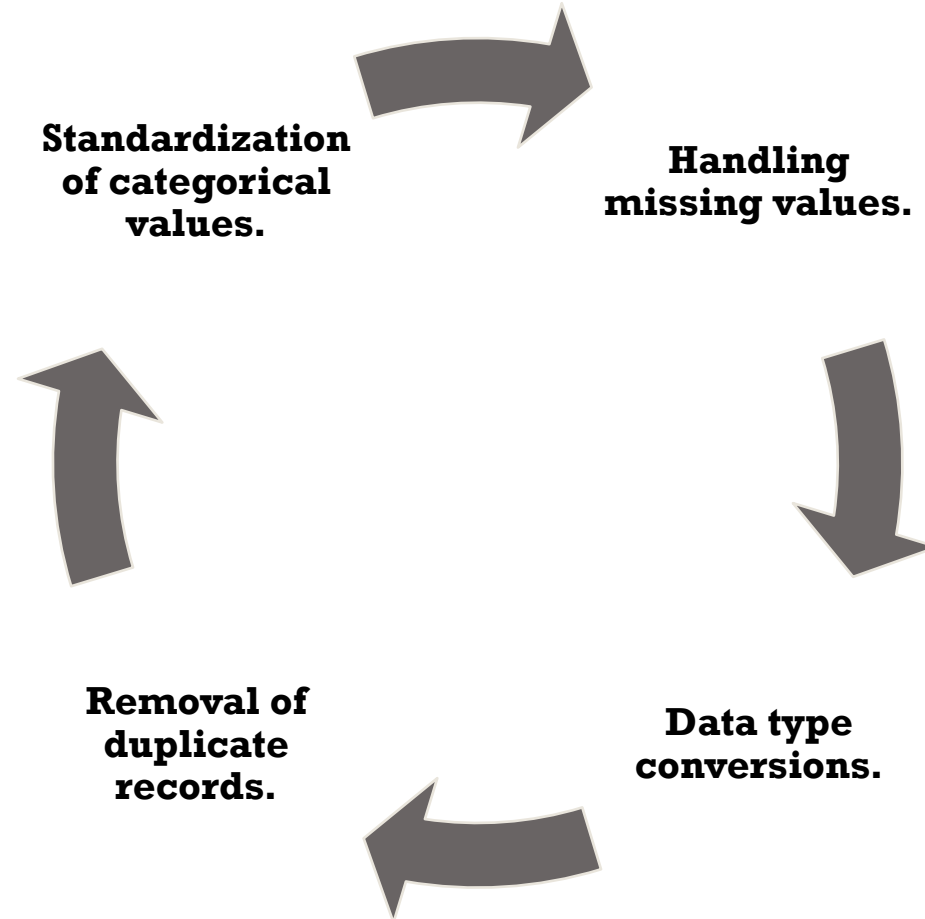 Standardization
of categorical
values.
Handling
missing values.
Data type
conversions.
Removal of
duplicate
records.